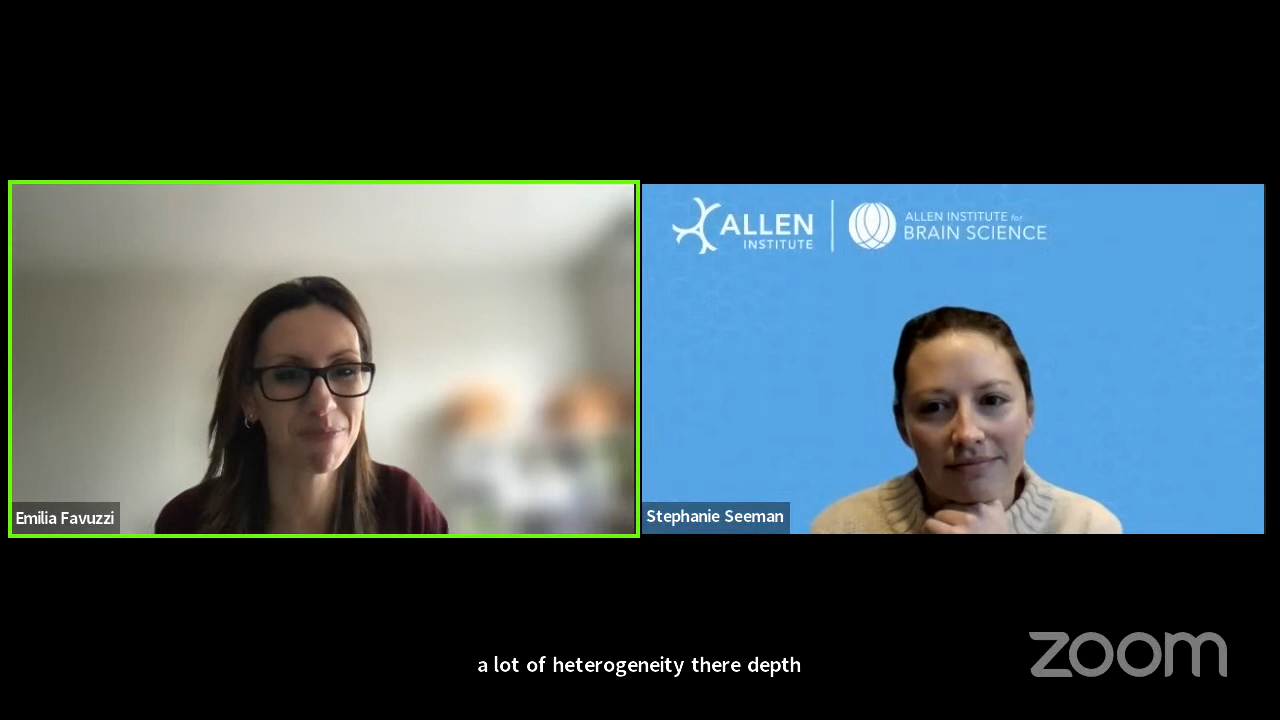 ALLEN
INSTITUTE
ALLEN INSTITUTE for
BRAIN SCIENCE
Emilia Favuzzi
Stephanie Seeman
a lot of heterogeneity there depth
zoom